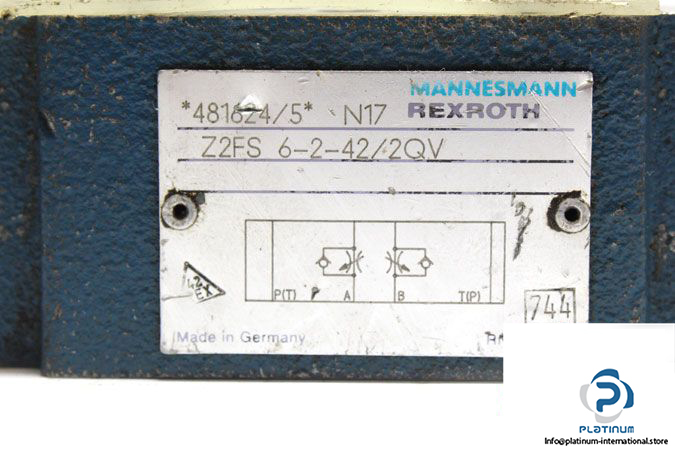 MANNESMANN
REXROTH
*481624/5* N17
Z2FS 6-2-42/2QV
P(T) P A B T(P)
744
Made in Germany
PLATINUM
Info@platinum-international.store